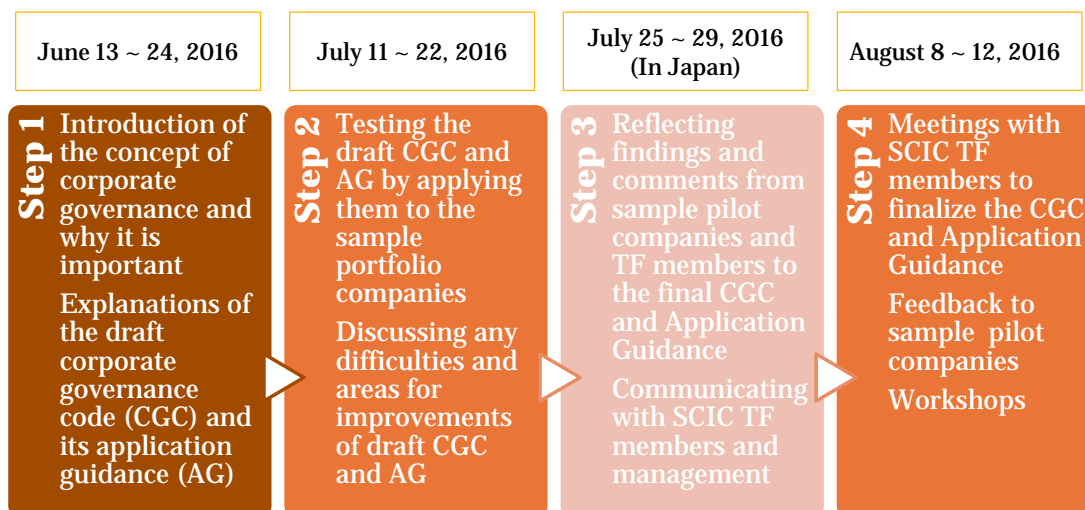 June 13 ~ 24, 2016
July 11 ~ 22, 2016
July 25 ~ 29, 2016
(In Japan)
August 8 ~ 12, 2016
Step 1
Introduction of
the concept of
corporate
governance and
why it is
important
Explanations of
the draft
corporate
governance
code (CGC) and
its application
guidance (AG)
Step 2
Testing the
draft CGC and
AG by applying
them to the
sample
portfolio
companies
Discussing any
difficulties and
areas for
improvements
of draft CGC
and AG
Step 3
Reflecting
findings and
comments from
sample pilot
companies and
TF members to
the final CGC
and Application
Guidance
Communicating
with SCIC TF
members and
management
Step 4
Meetings with
SCIC TF
members to
finalize the CGC
and Application
Guidance
Feedback to
sample pilot
companies
Workshops